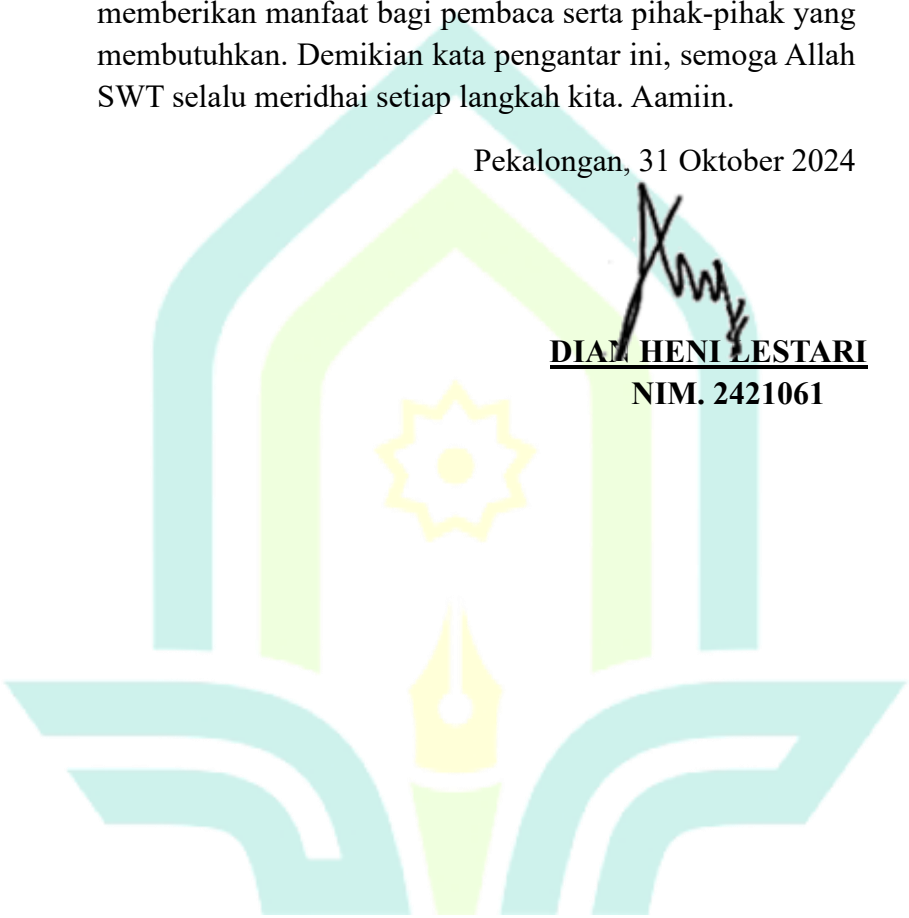 memberikan manfaat bagi pembaca serta pihak-pihak yang
membutuhkan. Demikian kata pengantar ini, semoga Allah
SWT selalu meridhai setiap langkah kita. Aamiin.
Pekalongan, 31 Oktober 2024
DIAN HENI LESTARI
NIM. 2421061